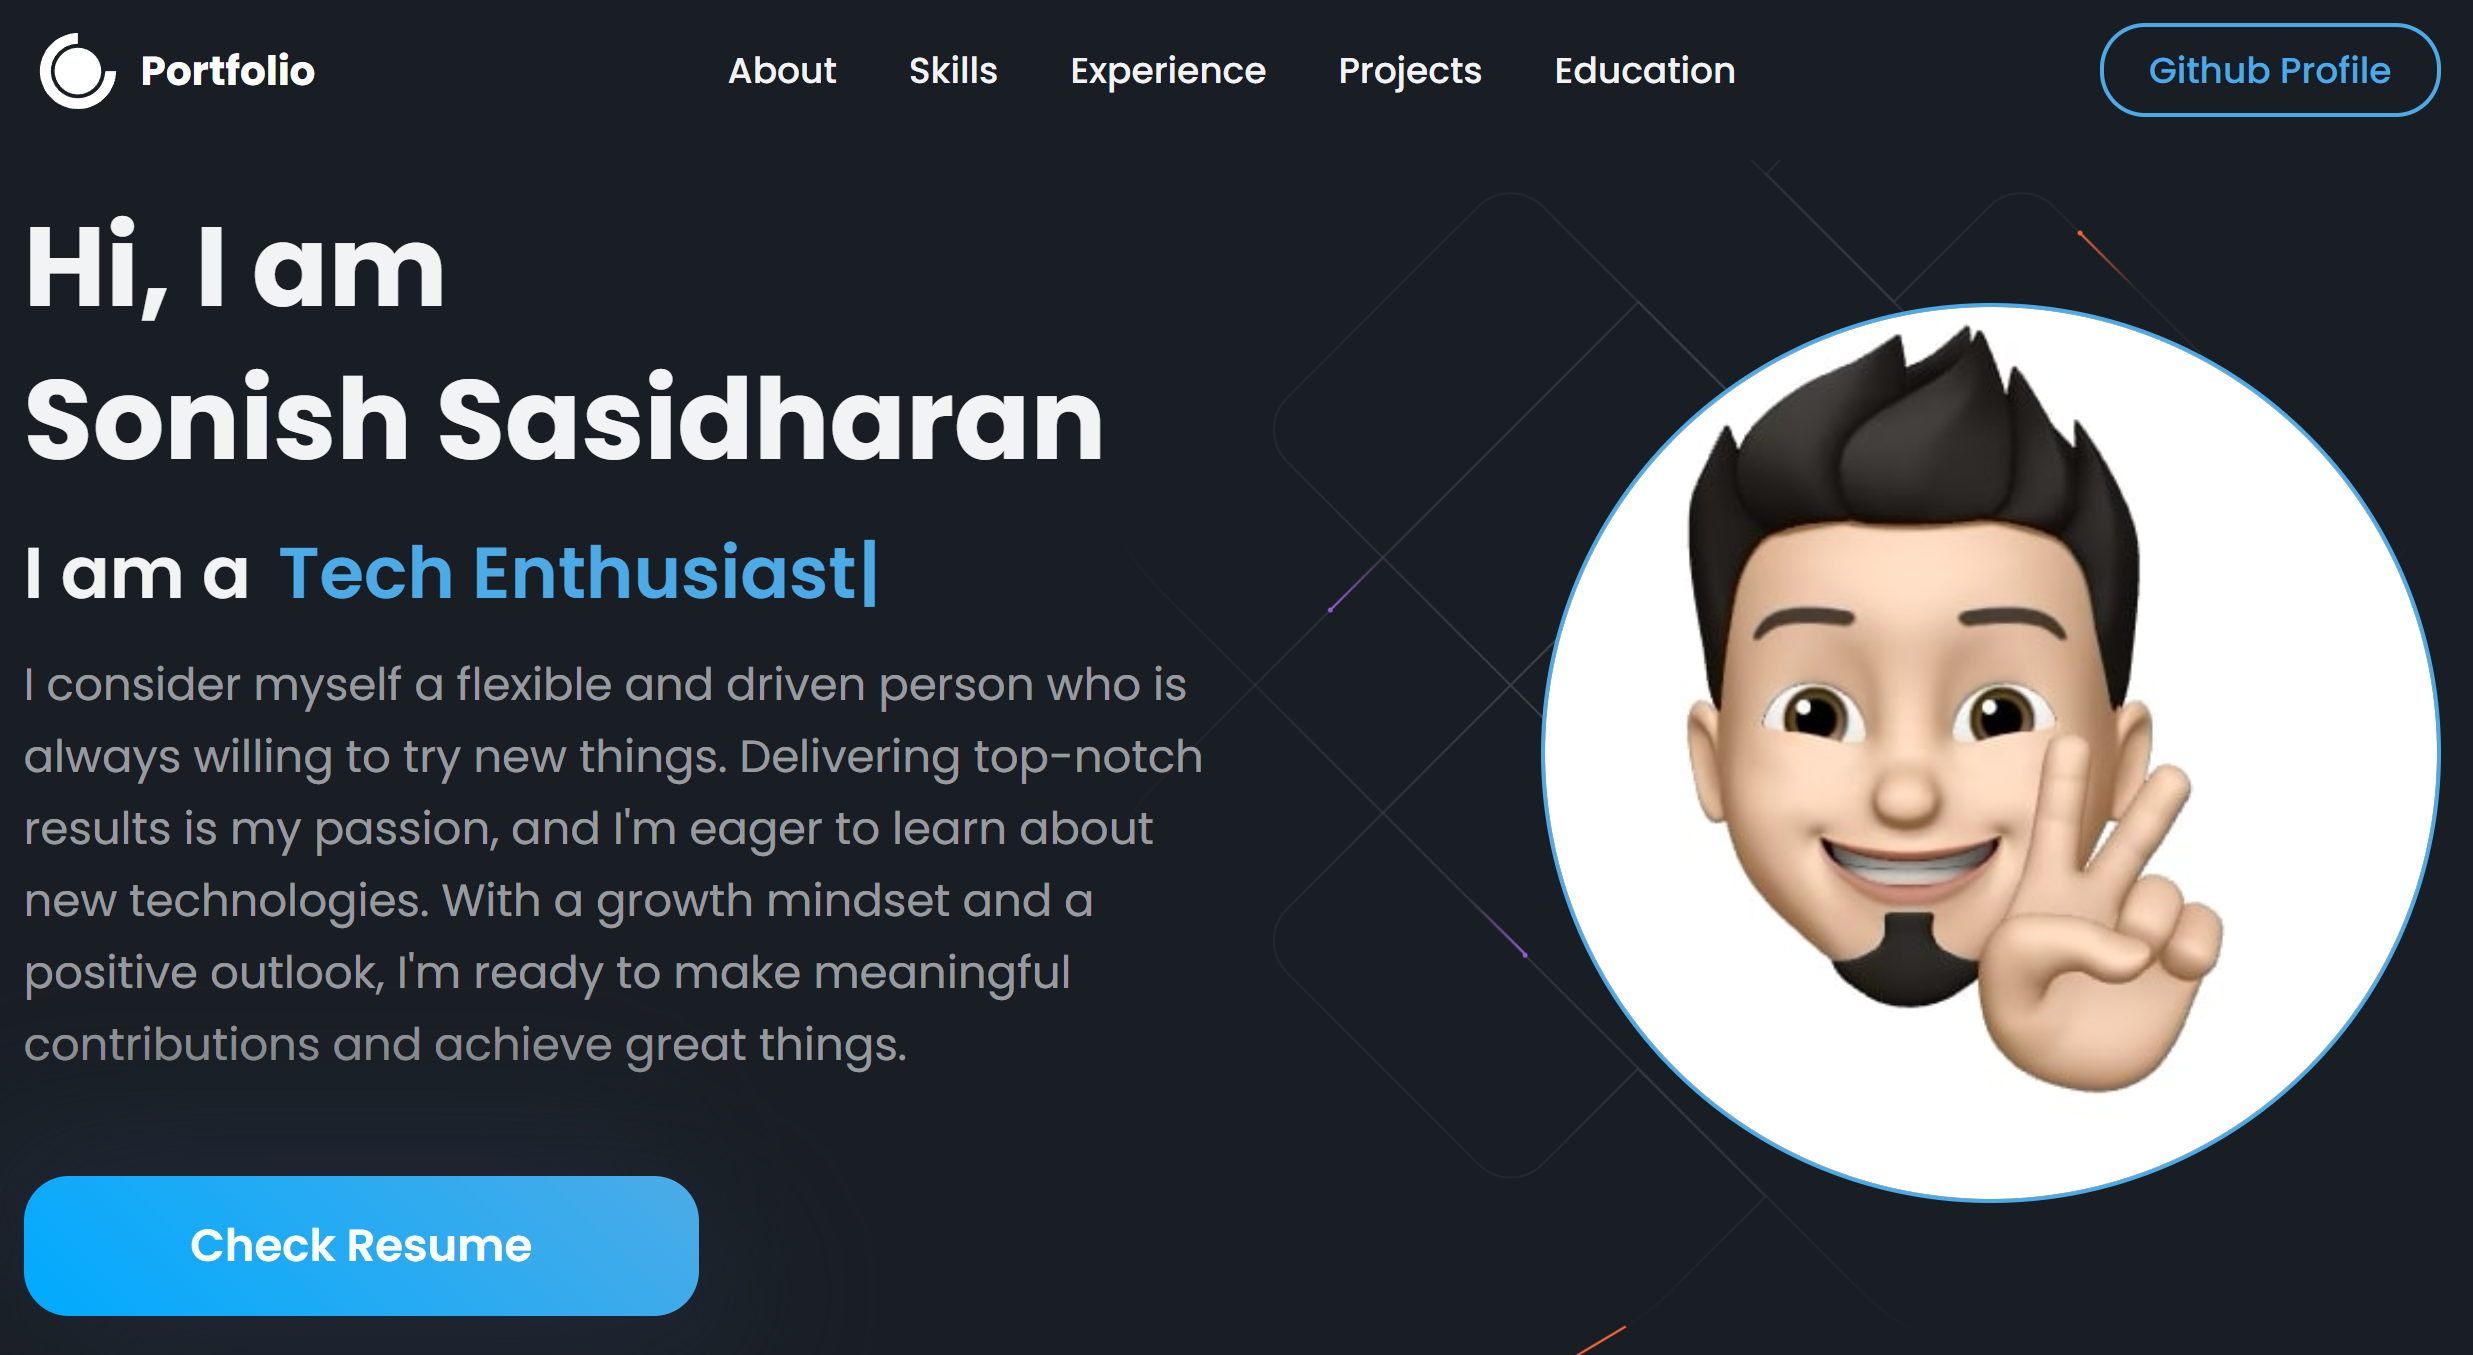 Portfolio
About Skills Experience Projects Education
Github Profile
Hi, I am
Sonish Sasidharan
I am a Tech Enthusiast|
I consider myself a flexible and driven person who is
always willing to try new things. Delivering top-notch
results is my passion, and I'm eager to learn about
new technologies. With a growth mindset and a
positive outlook, I'm ready to make meaningful
contributions and achieve great things.
Check Resume